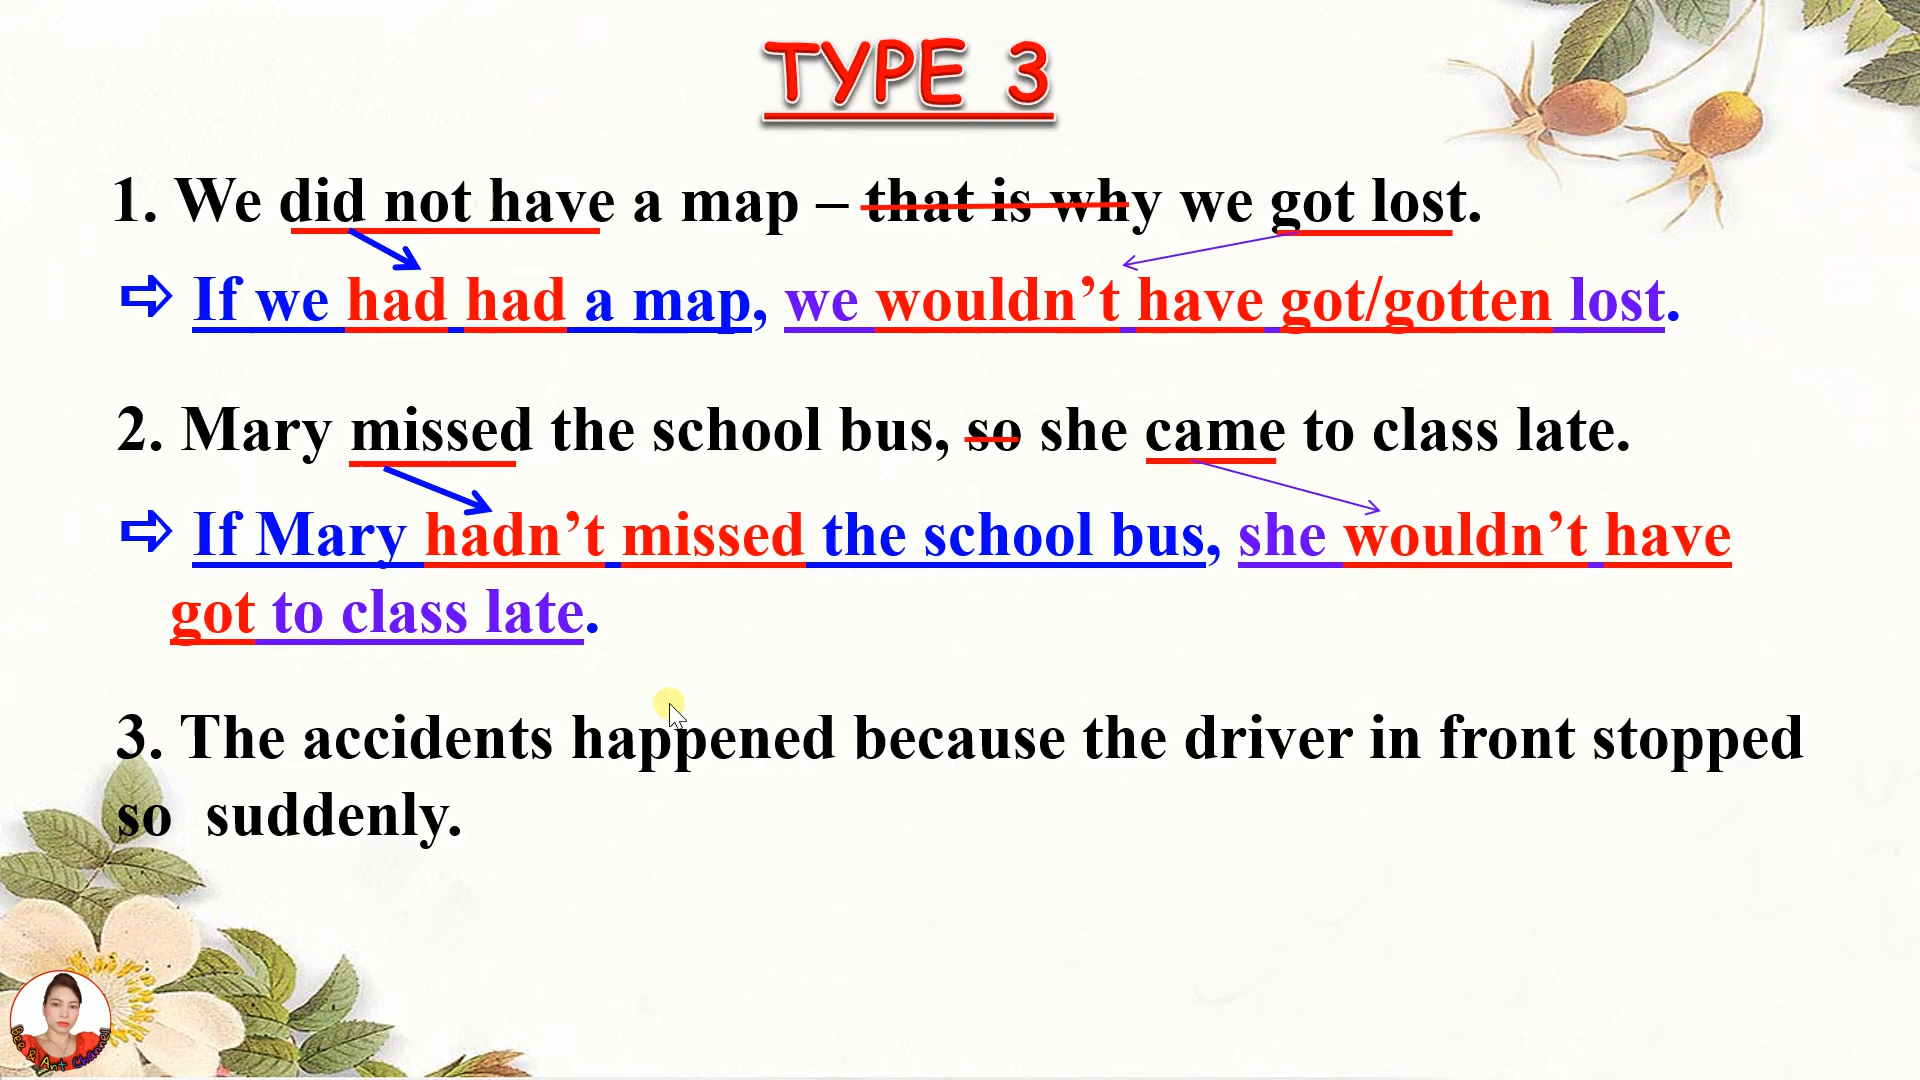 TYPE 3
1. We did not have a map – that is why we got lost.
⇨ If we had had a map, we wouldn’t have got/gotten lost.
2. Mary missed the school bus, so she came to class late.
⇨ If Mary hadn’t missed the school bus, she wouldn’t have
got to class late.
3. The accidents happened because the driver in front stopped
so suddenly.
Bee & Ant Channel